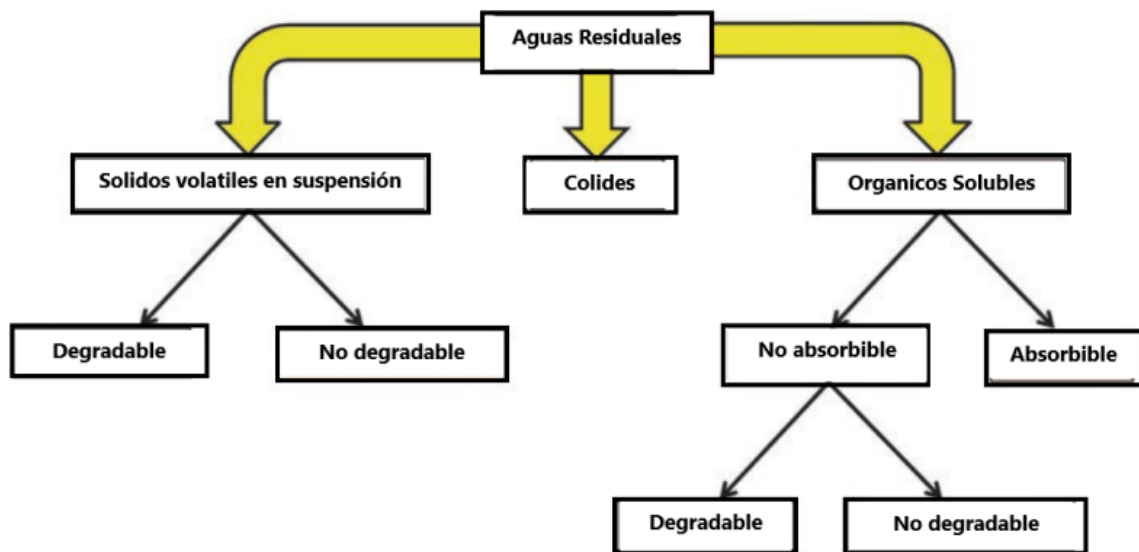 Aguas Residuales
Solidos volatiles en suspensión
Colides
Organicos Solubles
Degradable
No degradable
No absorbible
Absorbible
Degradable
No degradable